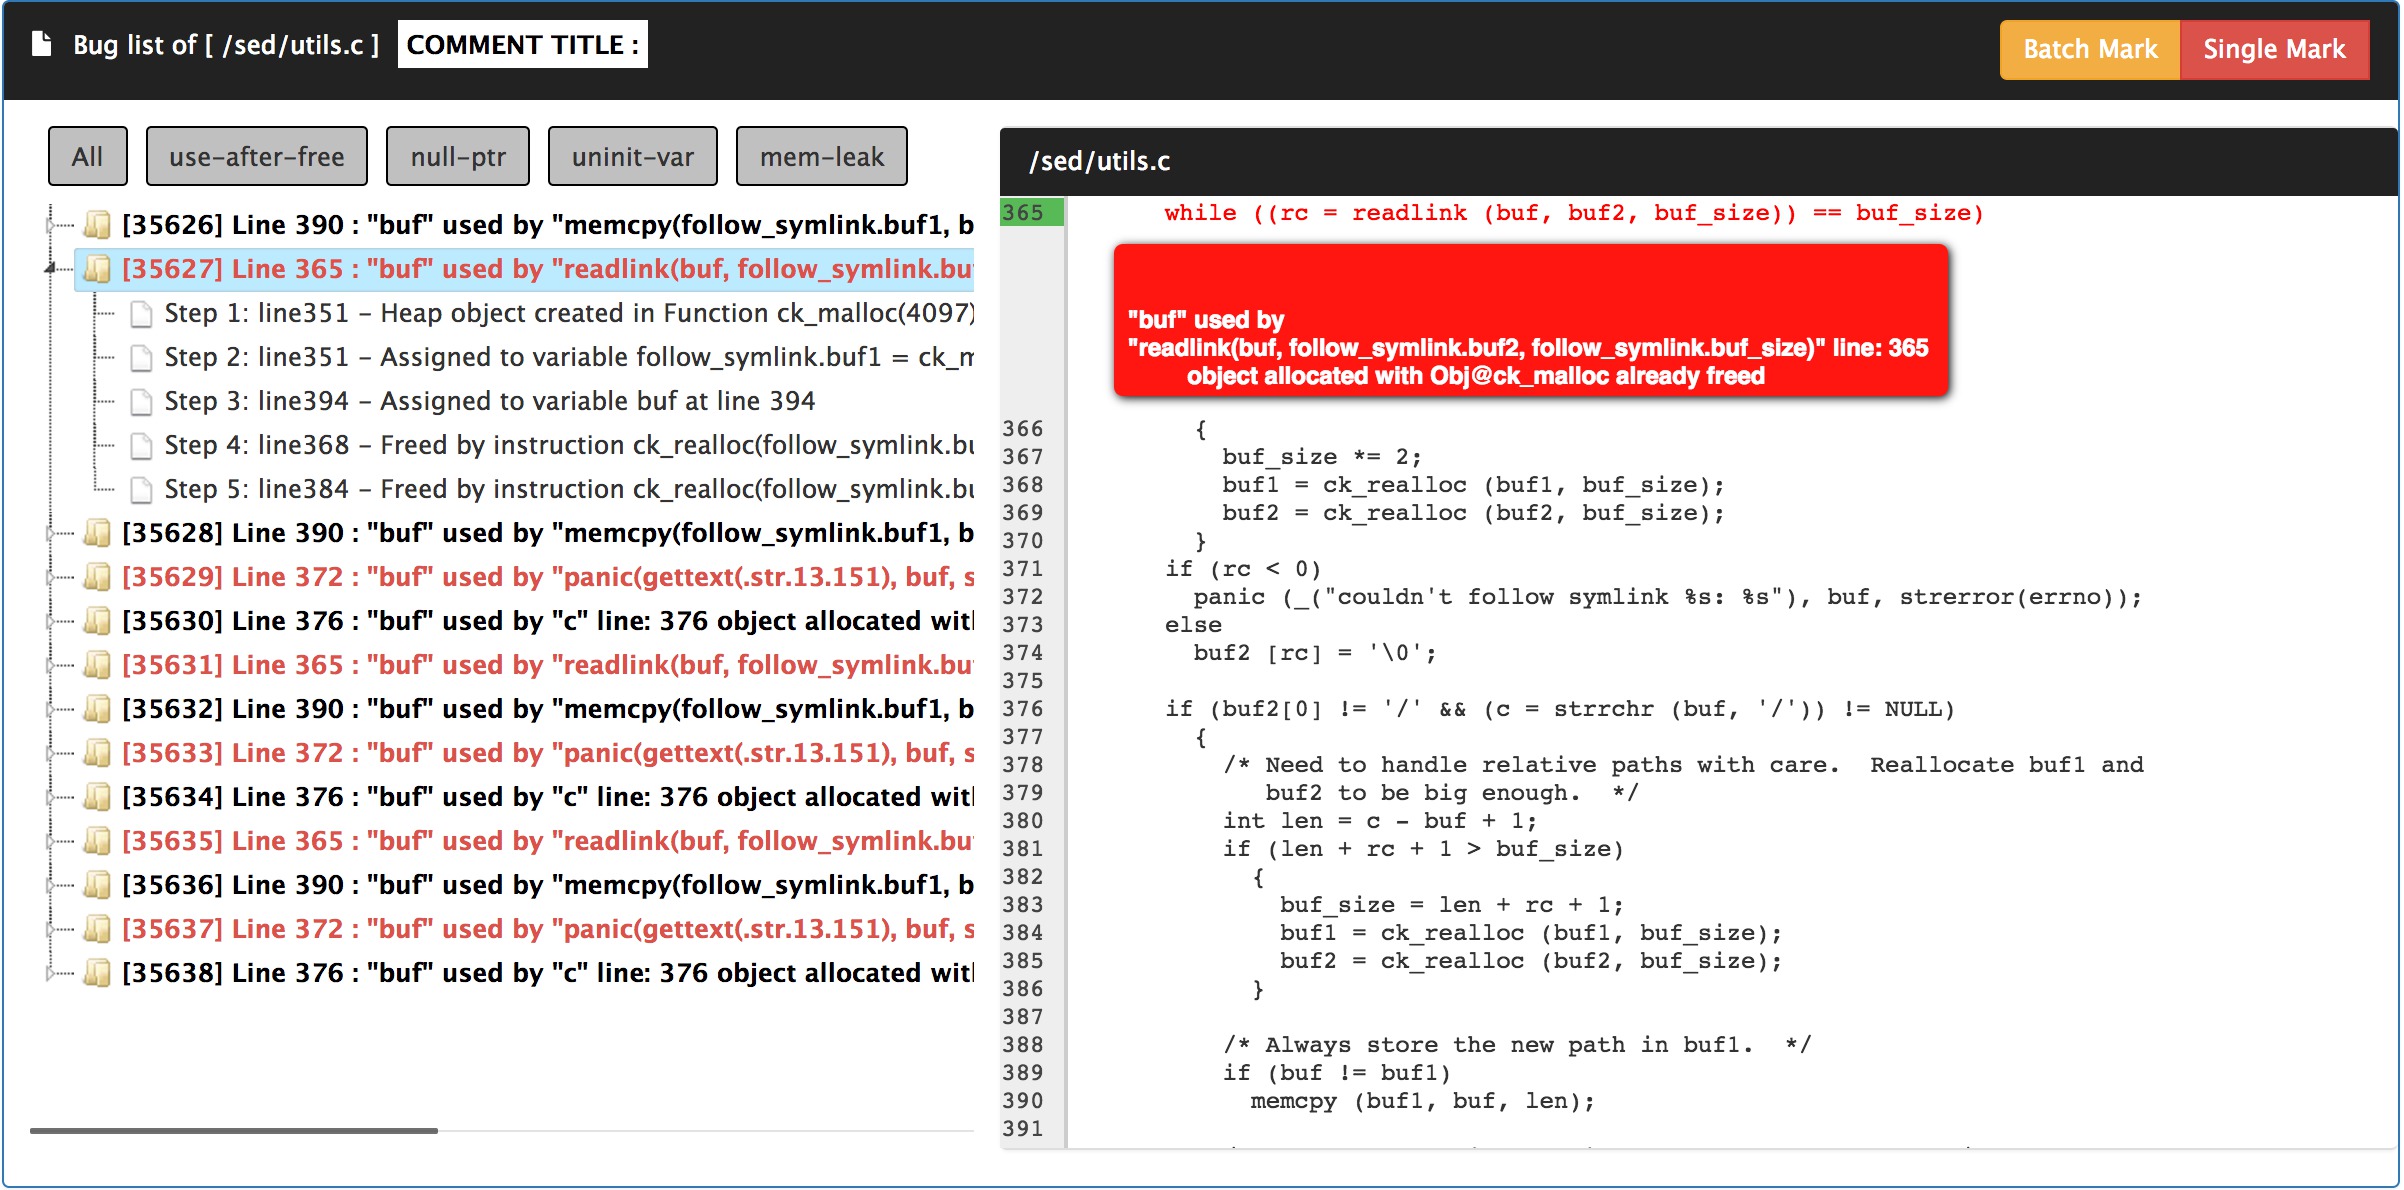 Bug list of [ /sed/utils.c ] COMMENT TITLE :
Batch Mark Single Mark
All use-after-free null-ptr uninit-var mem-leak
[35626] Line 390 : "buf" used by "memcpy(follow_symlink.buf1, b
[35627] Line 365 : "buf" used by "readlink(buf, follow_symlink.bu
Step 1: line351 – Heap object created in Function ck_malloc(4097)
Step 2: line351 – Assigned to variable follow_symlink.buf1 = ck_m
Step 3: line394 – Assigned to variable buf at line 394
Step 4: line368 – Freed by instruction ck_realloc(follow_symlink.bu
Step 5: line384 – Freed by instruction ck_realloc(follow_symlink.bu
[35628] Line 390 : "buf" used by "memcpy(follow_symlink.buf1, b
[35629] Line 372 : "buf" used by "panic(gettext(.str.13.151), buf, s
[35630] Line 376 : "buf" used by "c" line: 376 object allocated with
[35631] Line 365 : "buf" used by "readlink(buf, follow_symlink.bu
[35632] Line 390 : "buf" used by "memcpy(follow_symlink.buf1, b
[35633] Line 372 : "buf" used by "panic(gettext(.str.13.151), buf, s
[35634] Line 376 : "buf" used by "c" line: 376 object allocated with
[35635] Line 365 : "buf" used by "readlink(buf, follow_symlink.bu
[35636] Line 390 : "buf" used by "memcpy(follow_symlink.buf1, b
[35637] Line 372 : "buf" used by "panic(gettext(.str.13.151), buf, s
[35638] Line 376 : "buf" used by "c" line: 376 object allocated with
/sed/utils.c
365 while ((rc = readlink (buf, buf2, buf_size)) == buf_size)
"buf" used by
"readlink(buf, follow_symlink.buf2, follow_symlink.buf_size)" line: 365
object allocated with Obj@ck_malloc already freed
366 {
367 buf_size *= 2;
368 buf1 = ck_realloc (buf1, buf_size);
369 buf2 = ck_realloc (buf2, buf_size);
370 }
371 if (rc < 0)
372 panic (_("couldn't follow symlink %s: %s"), buf, strerror(errno));
373 else
374 buf2 [rc] = '\0';
375
376 if (buf2[0] != '/' && (c = strrchr (buf, '/')) != NULL)
377 {
378 /* Need to handle relative paths with care.  Reallocate buf1 and
379 buf2 to be big enough.  */
380 int len = c - buf + 1;
381 if (len + rc + 1 > buf_size)
382 {
383 buf_size = len + rc + 1;
384 buf1 = ck_realloc (buf1, buf_size);
385 buf2 = ck_realloc (buf2, buf_size);
386 }
387
388 /* Always store the new path in buf1.  */
389 if (buf != buf1)
390 memcpy (buf1, buf, len);
391